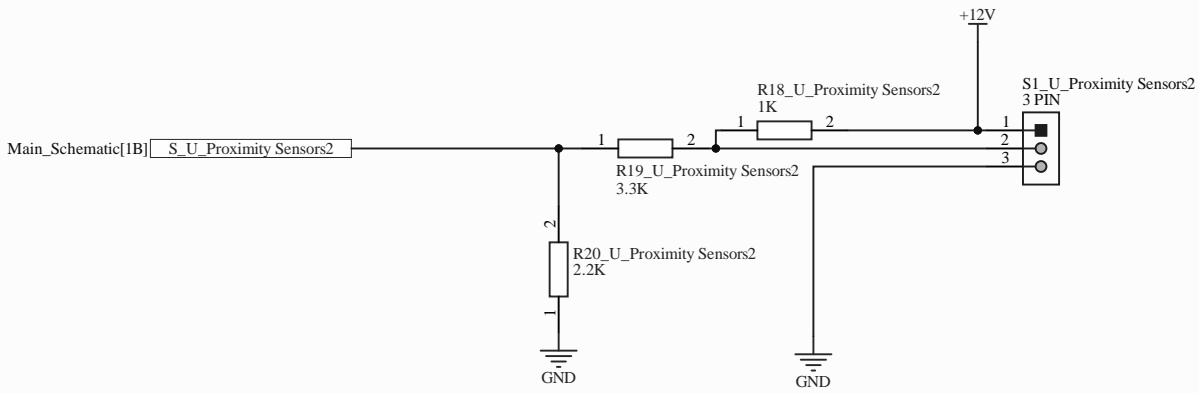 +12V
S1_U_Proximity Sensors2
3 PIN
R18_U_Proximity Sensors2
1K
1
2
1
2
3
Main_Schematic[1B]
S_U_Proximity Sensors2
1
2
R19_U_Proximity Sensors2
3.3K
2
R20_U_Proximity Sensors2
2.2K
1
GND
GND